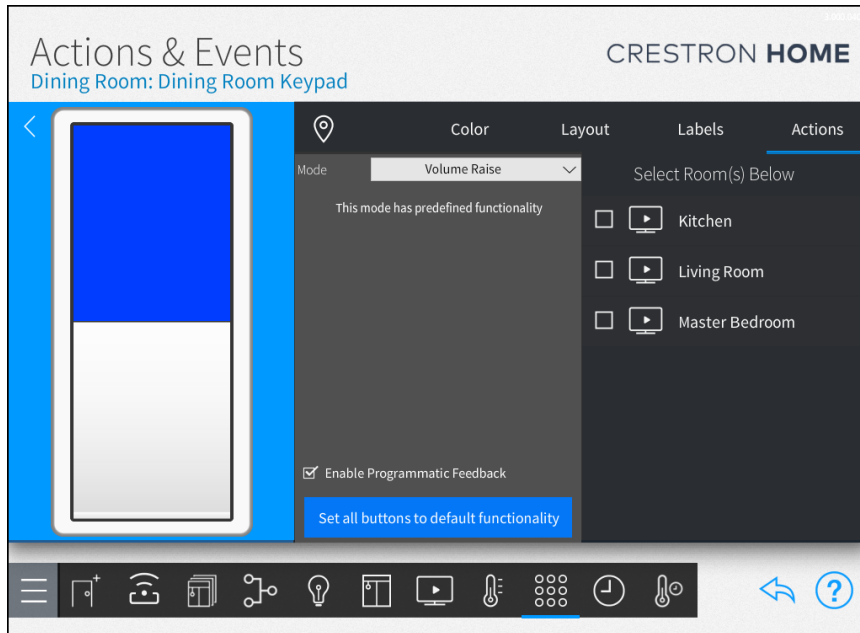 Actions & Events
CRESTRON HOME
Dining Room: Dining Room Keypad
Color
Layout
Labels
Actions
Mode
Volume Raise
Select Room(s) Below
This mode has predefined functionality
Kitchen
Living Room
Master Bedroom
Enable Programmatic Feedback
Set all buttons to default functionality
?